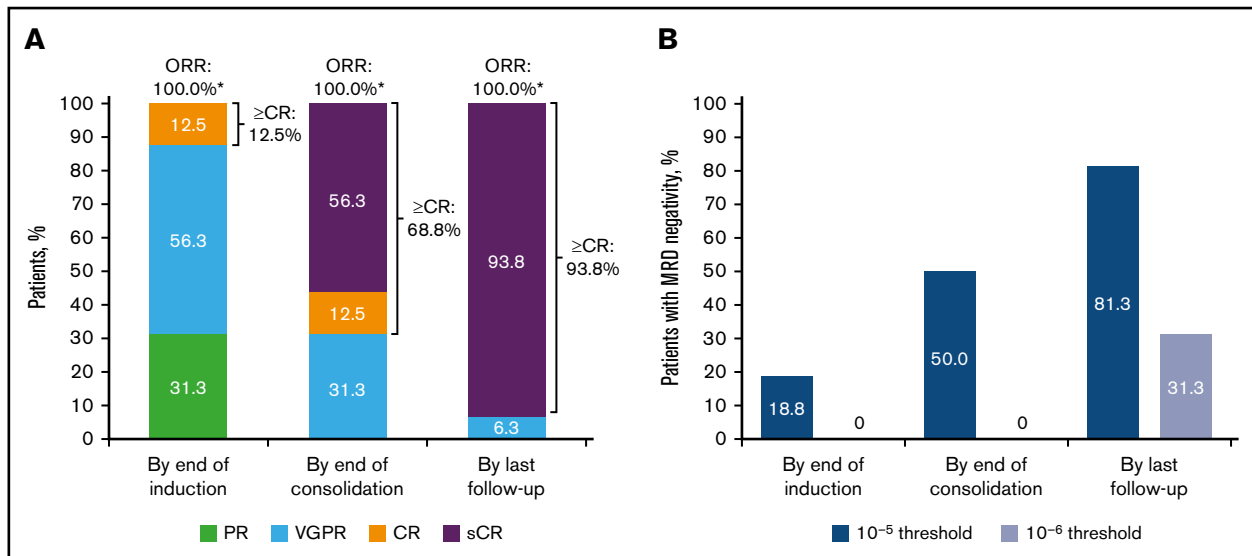 A
ORR:
100.0%*
ORR:
100.0%*
ORR:
100.0%*
Patients, %
100
90
80
70
60
50
40
30
20
10
0
12.5
56.3
31.3
≥CR:
12.5%
56.3
12.5
31.3
≥CR:
68.8%
93.8
6.3
≥CR:
93.8%
By end of
induction
By end of
consolidation
By last
follow-up
PR VGPR CR sCR
B
Patients with MRD negativity, %
100
90
80
70
60
50
40
30
20
10
0
18.8
0
50.0
0
81.3
31.3
By end of
induction
By end of
consolidation
By last
follow-up
10⁻⁵ threshold 10⁻⁶ threshold